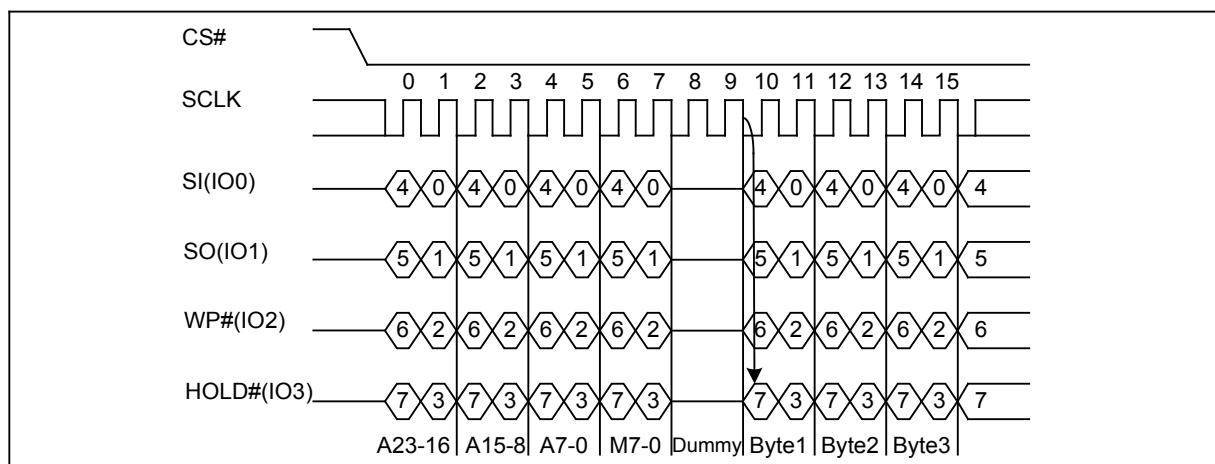 CS#
0 1 2 3 4 5 6 7 8 9 10 11 12 13 14 15
SCLK
SI(IO0) 4 0 4 0 4 0 4 0 4 0 4 0 4 0 4
SO(IO1) 5 1 5 1 5 1 5 1 5 1 5 1 5 1 5
WP#(IO2) 6 2 6 2 6 2 6 2 6 2 6 2 6 2 6
HOLD#(IO3) 7 3 7 3 7 3 7 3 7 3 7 3 7 3 7
A23-16 A15-8 A7-0 M7-0 Dummy Byte1 Byte2 Byte3